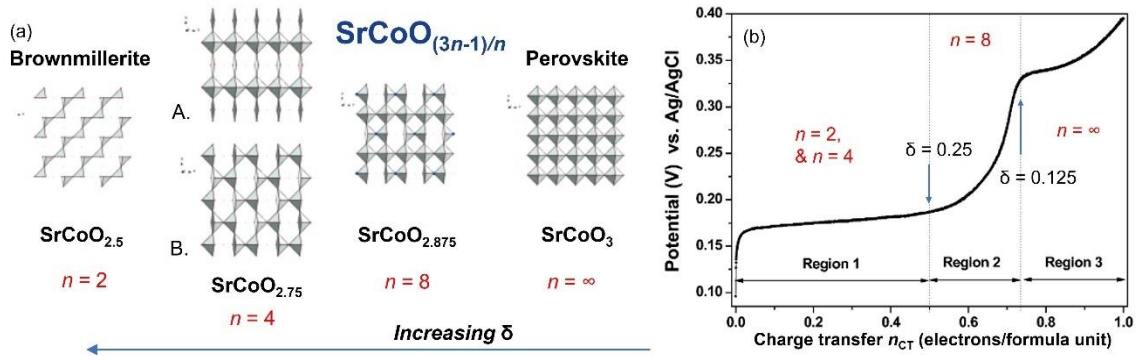 (a)
SrCoO(3n-1)/n
Brownmillerite
Perovskite
A.
B.
SrCoO2.5
SrCoO2.75
SrCoO2.875
SrCoO3
n = 2
n = 4
n = 8
n = ∞
Increasing δ
(b)
Potential (V) vs. Ag/AgCl
0.40
0.35
0.30
0.25
0.20
0.15
0.10
n = 8
n = 2,
& n = 4
n = ∞
δ = 0.25
δ = 0.125
Region 1
Region 2
Region 3
0.0 0.2 0.4 0.6 0.8 1.0
Charge transfer nCT (electrons/formula unit)